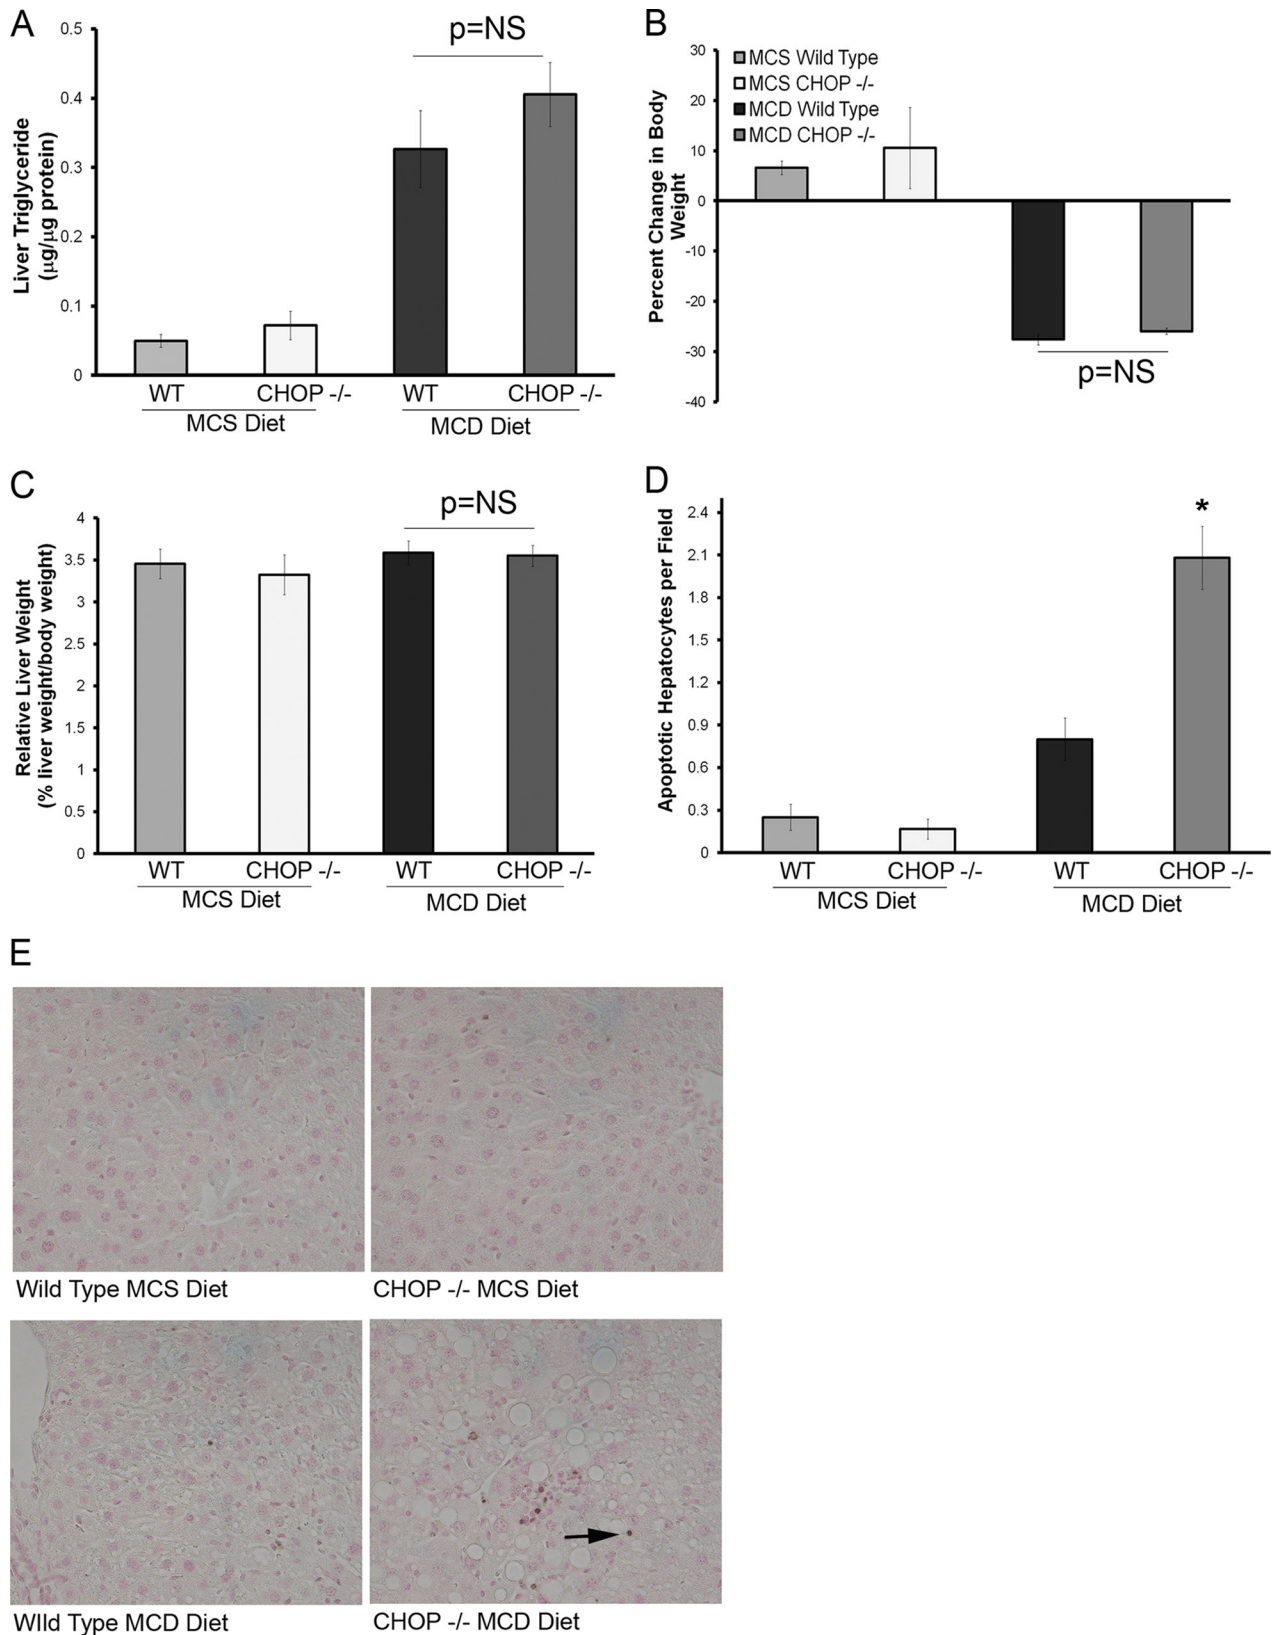 A
0.5
0.4
0.3
0.2
0.1
0
Liver Triglyceride
(μg/μg protein)
p=NS
WT
CHOP -/-
WT
CHOP -/-
MCS Diet
MCD Diet
B
30
20
10
0
-10
-20
-30
-40
Percent Change in Body
Weight
MCS Wild Type
MCS CHOP -/-
MCD Wild Type
MCD CHOP -/-
p=NS
C
4
3.5
3
2.5
2
1.5
1
0.5
0
Relative Liver Weight
(% liver weight/body weight)
p=NS
WT
CHOP -/-
WT
CHOP -/-
MCS Diet
MCD Diet
D
2.4
2.1
1.8
1.5
1.2
0.9
0.6
0.3
0
Apoptotic Hepatocytes per Field
*
WT
CHOP -/-
WT
CHOP -/-
MCS Diet
MCD Diet
E
Wild Type MCS Diet
CHOP -/- MCS Diet
WIld Type MCD Diet
CHOP -/- MCD Diet